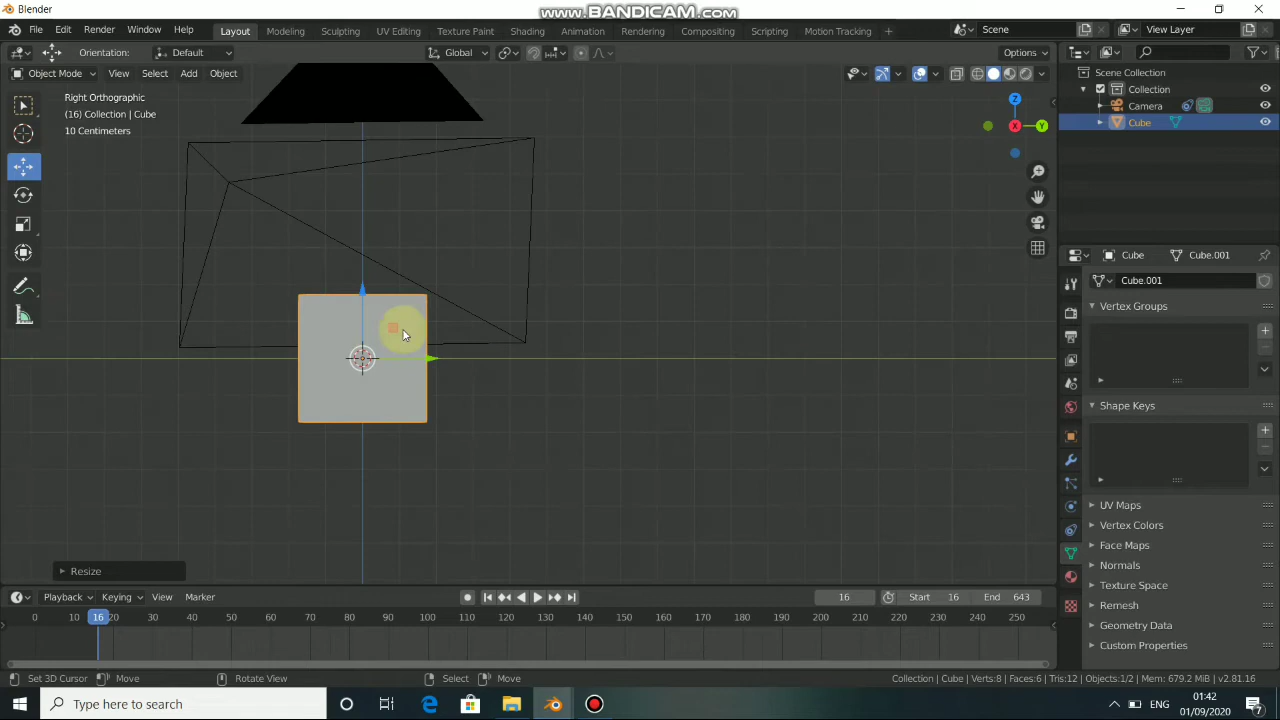 Blender
www.BANDICAM.com
File Edit Render Window Help Layout Modeling Sculpting UV Editing Texture Paint Shading Animation Rendering Compositing Scripting Motion Tracking + Scene View Layer
Orientation: Default Global Options
Object Mode View Select Add Object
Right Orthographic
(16) Collection | Cube
10 Centimeters
Z
X
Y
Resize
Scene Collection
Collection
Camera
Cube
Cube Cube.001
Cube.001
Vertex Groups
Shape Keys
UV Maps
Vertex Colors
Face Maps
Normals
Texture Space
Remesh
Geometry Data
Custom Properties
Playback Keying View Marker 16 Start 16 End 643
0 10 16 20 30 40 50 60 70 80 90 100 110 120 130 140 150 160 170 180 190 200 210 220 230 240 250
Set 3D Cursor Move Rotate View Select Move Collection | Cube | Verts:8 | Faces:6 | Tris:12 | Objects:1/2 | Mem: 679.2 MiB | v2.81.16
Type here to search
01:42
01/09/2020
7